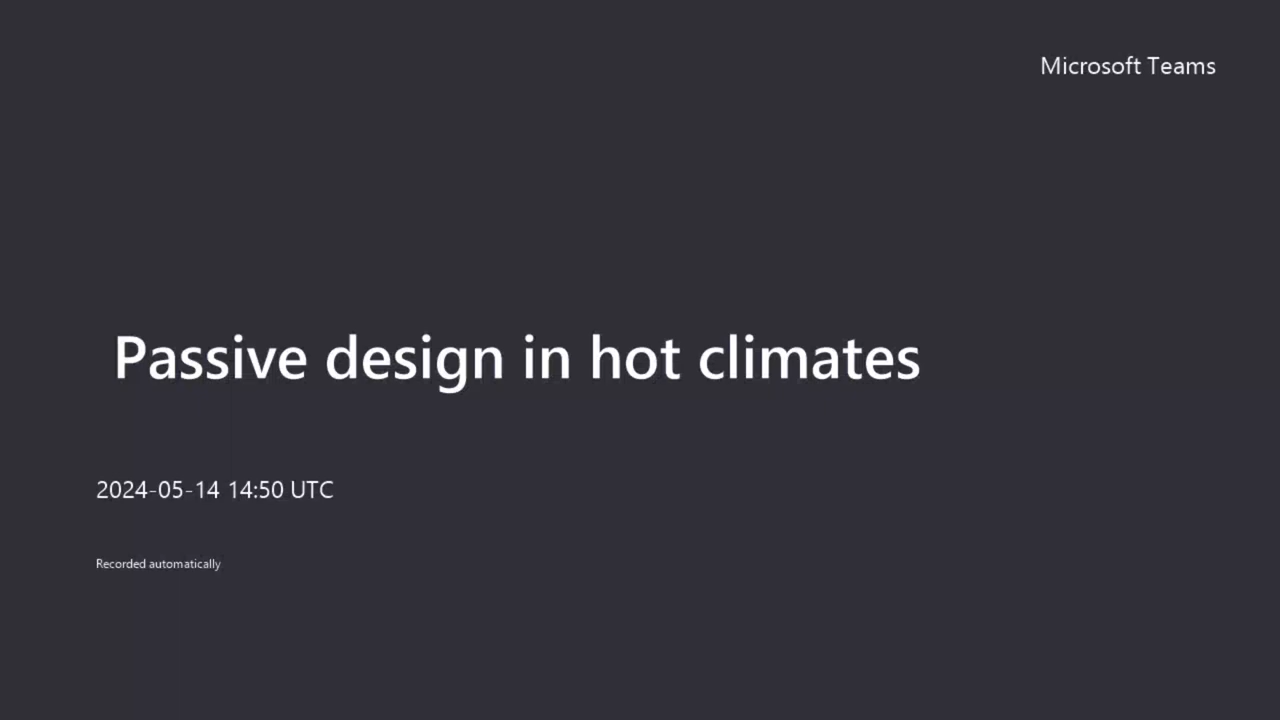 Microsoft Teams
Passive design in hot climates
2024-05-14 14:50 UTC
Recorded automatically